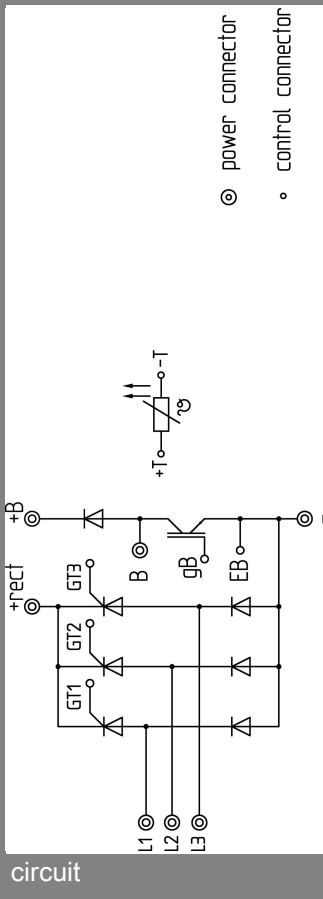 power connector
control connector
-T
+T
+B
+rect
GT3
GT2
GT1
B
gB
EB
-
L1
L2
L3
ϑ
circuit